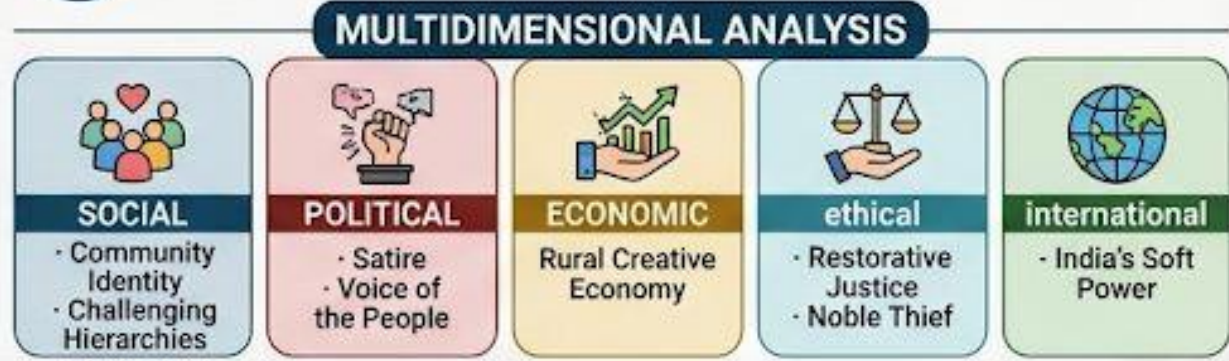 MULTIDIMENSIONAL ANALYSIS
SOCIAL
· Community
Identity
· Challenging
Hierarchies
POLITICAL
· Satire
· Voice of
the People
ECONOMIC
Rural Creative
Economy
ethical
· Restorative
Justice
· Noble Thief
international
· India's Soft
Power